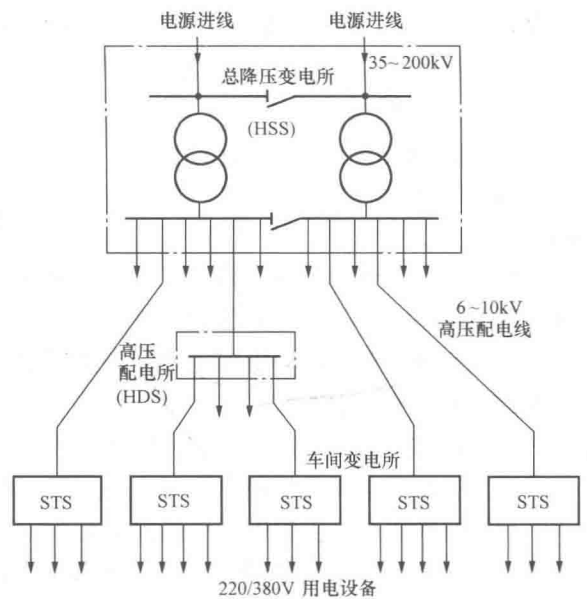 电源进线
电源进线
35~200kV
总降压变电所
(HSS)
6~10kV
高压配电线
高压
配电所
(HDS)
车间变电所
STS
STS
STS
STS
STS
220/380V 用电设备